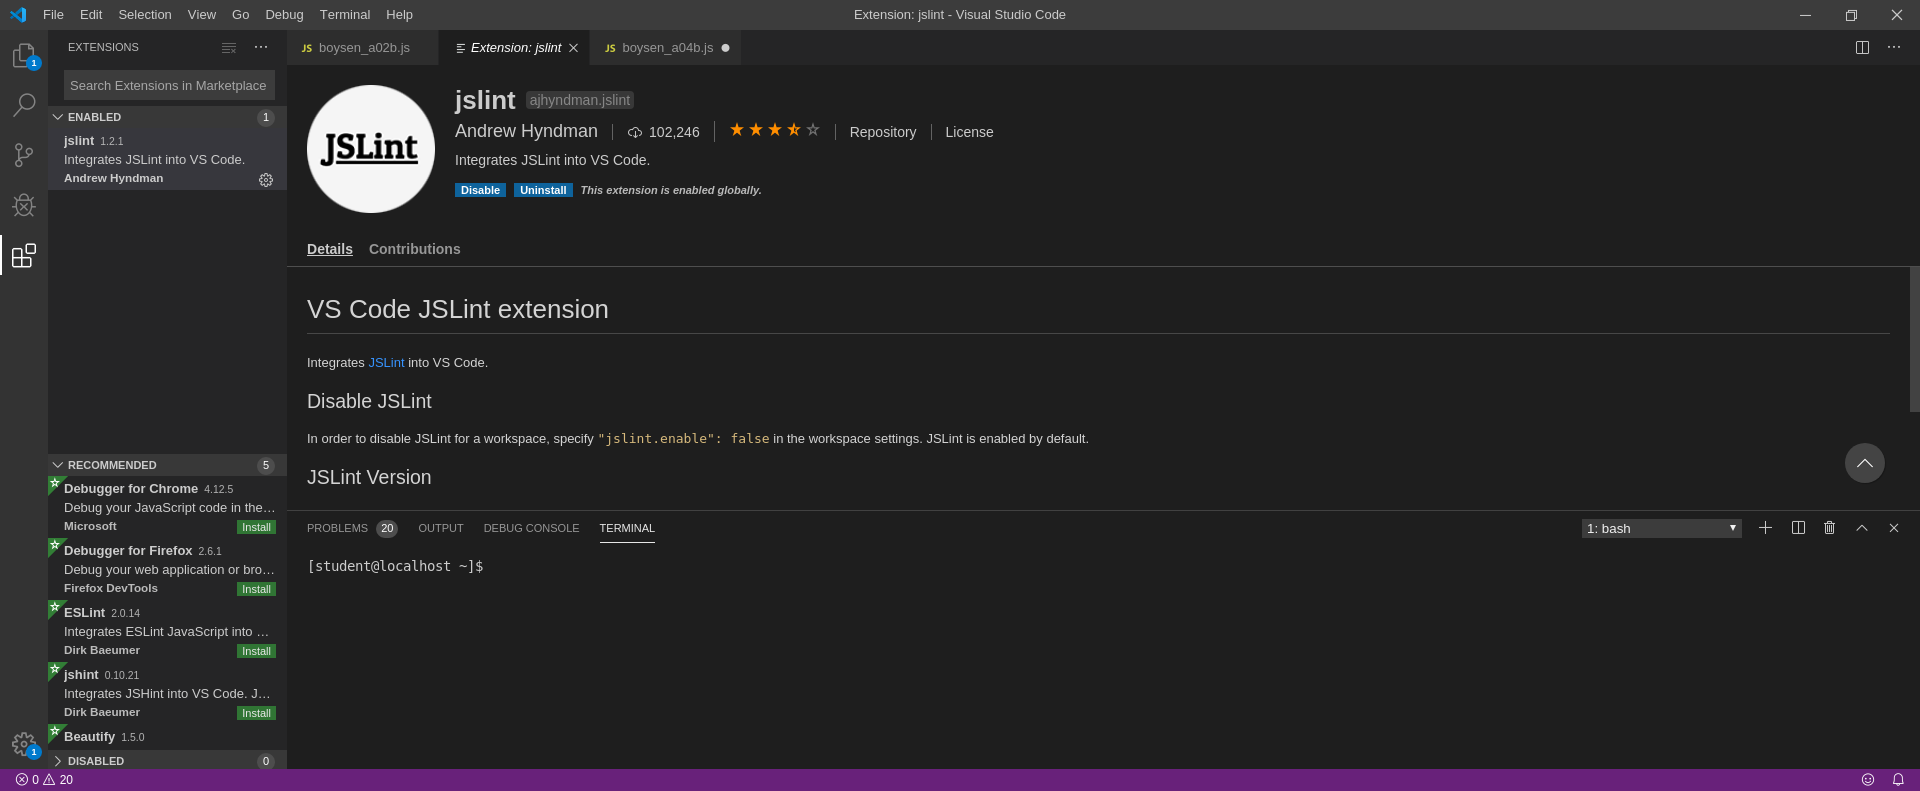 File Edit Selection View Go Debug Terminal Help
Extension: jslint - Visual Studio Code
EXTENSIONS
boysen_a02b.js
Extension: jslint
boysen_a04b.js
1
Search Extensions in Marketplace
ENABLED 1
jslint 1.2.1
Integrates JSLint into VS Code.
Andrew Hyndman
JSLint
jslint ajhyndman.jslint
Andrew Hyndman 102,246 Repository License
Integrates JSLint into VS Code.
Disable Uninstall This extension is enabled globally.
Details Contributions
VS Code JSLint extension
Integrates JSLint into VS Code.
Disable JSLint
In order to disable JSLint for a workspace, specify "jslint.enable": false in the workspace settings. JSLint is enabled by default.
JSLint Version
RECOMMENDED 5
Debugger for Chrome 4.12.5
Debug your JavaScript code in the…
Microsoft Install
Debugger for Firefox 2.6.1
Debug your web application or bro…
Firefox DevTools Install
ESLint 2.0.14
Integrates ESLint JavaScript into …
Dirk Baeumer Install
jshint 0.10.21
Integrates JSHint into VS Code. J…
Dirk Baeumer Install
Beautify 1.5.0
DISABLED 0
1
PROBLEMS 20 OUTPUT DEBUG CONSOLE TERMINAL
1: bash
[student@localhost ~]$
0 20